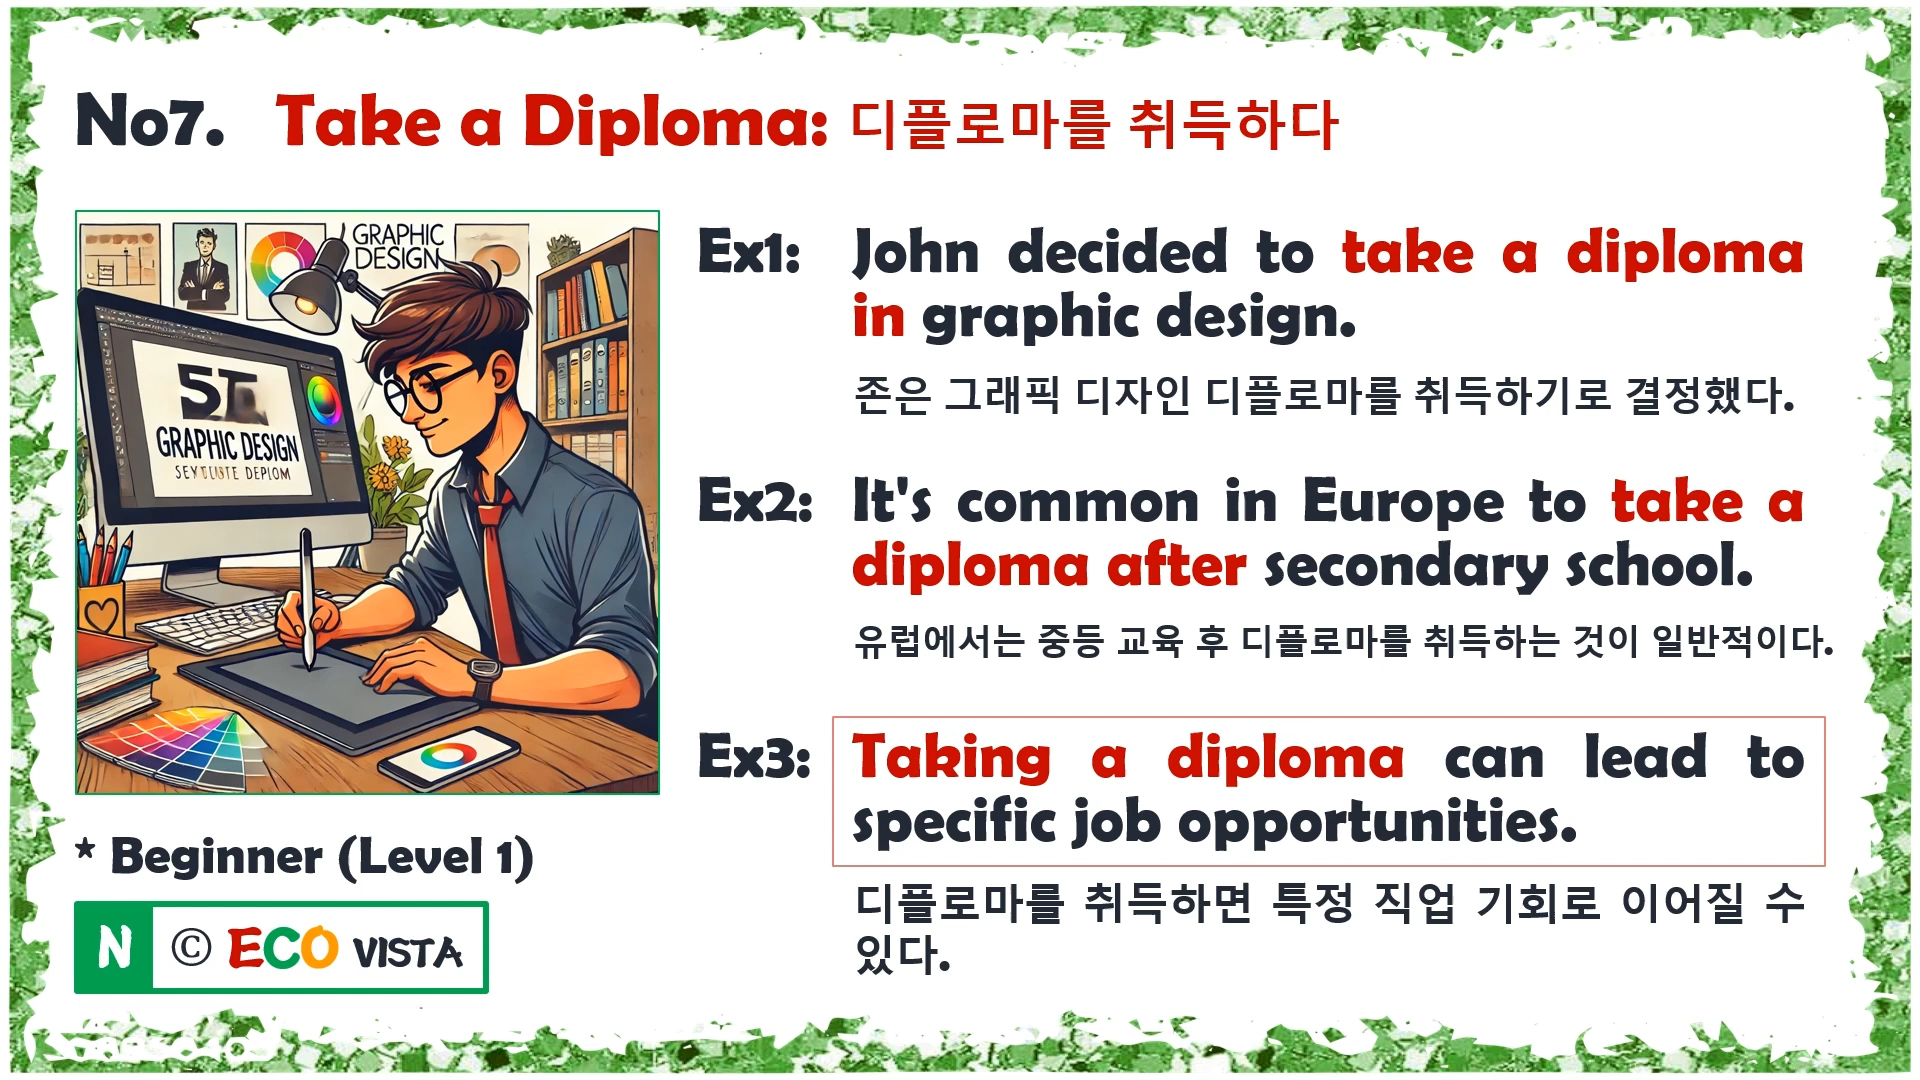 No7. Take a Diploma: 디플로마를 취득하다
GRAPHIC
DESIGN
GRAPHIC DESIGN
Ex1: John decided to take a diploma
in graphic design.
존은 그래픽 디자인 디플로마를 취득하기로 결정했다.
Ex2: It's common in Europe to take a
diploma after secondary school.
유럽에서는 중등 교육 후 디플로마를 취득하는 것이 일반적이다.
Ex3: Taking a diploma can lead to
specific job opportunities.
디플로마를 취득하면 특정 직업 기회로 이어질 수
있다.
* Beginner (Level 1)
N © ECO VISTA